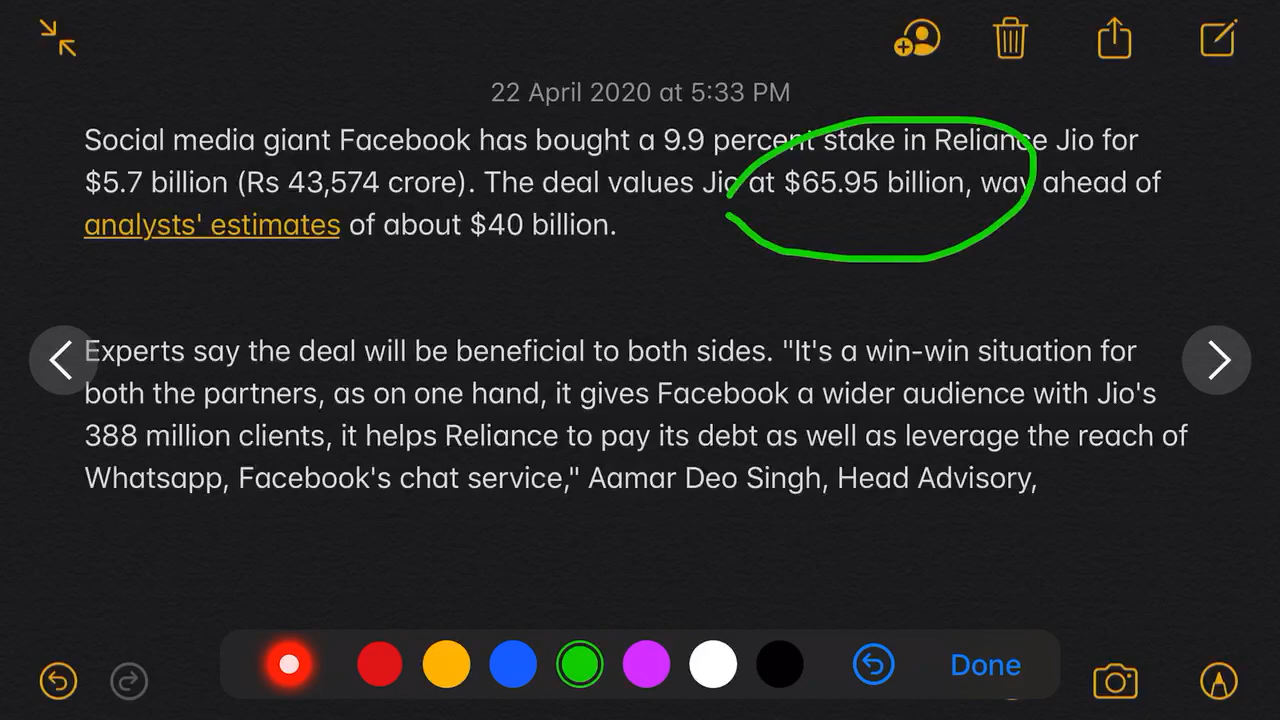 22 April 2020 at 5:33 PM
Social media giant Facebook has bought a 9.9 percent stake in Reliance Jio for
$5.7 billion (Rs 43,574 crore). The deal values Jio at $65.95 billion, way ahead of
analysts' estimates of about $40 billion.
Experts say the deal will be beneficial to both sides. "It's a win-win situation for
both the partners, as on one hand, it gives Facebook a wider audience with Jio's
388 million clients, it helps Reliance to pay its debt as well as leverage the reach of
Whatsapp, Facebook's chat service," Aamar Deo Singh, Head Advisory,
Done